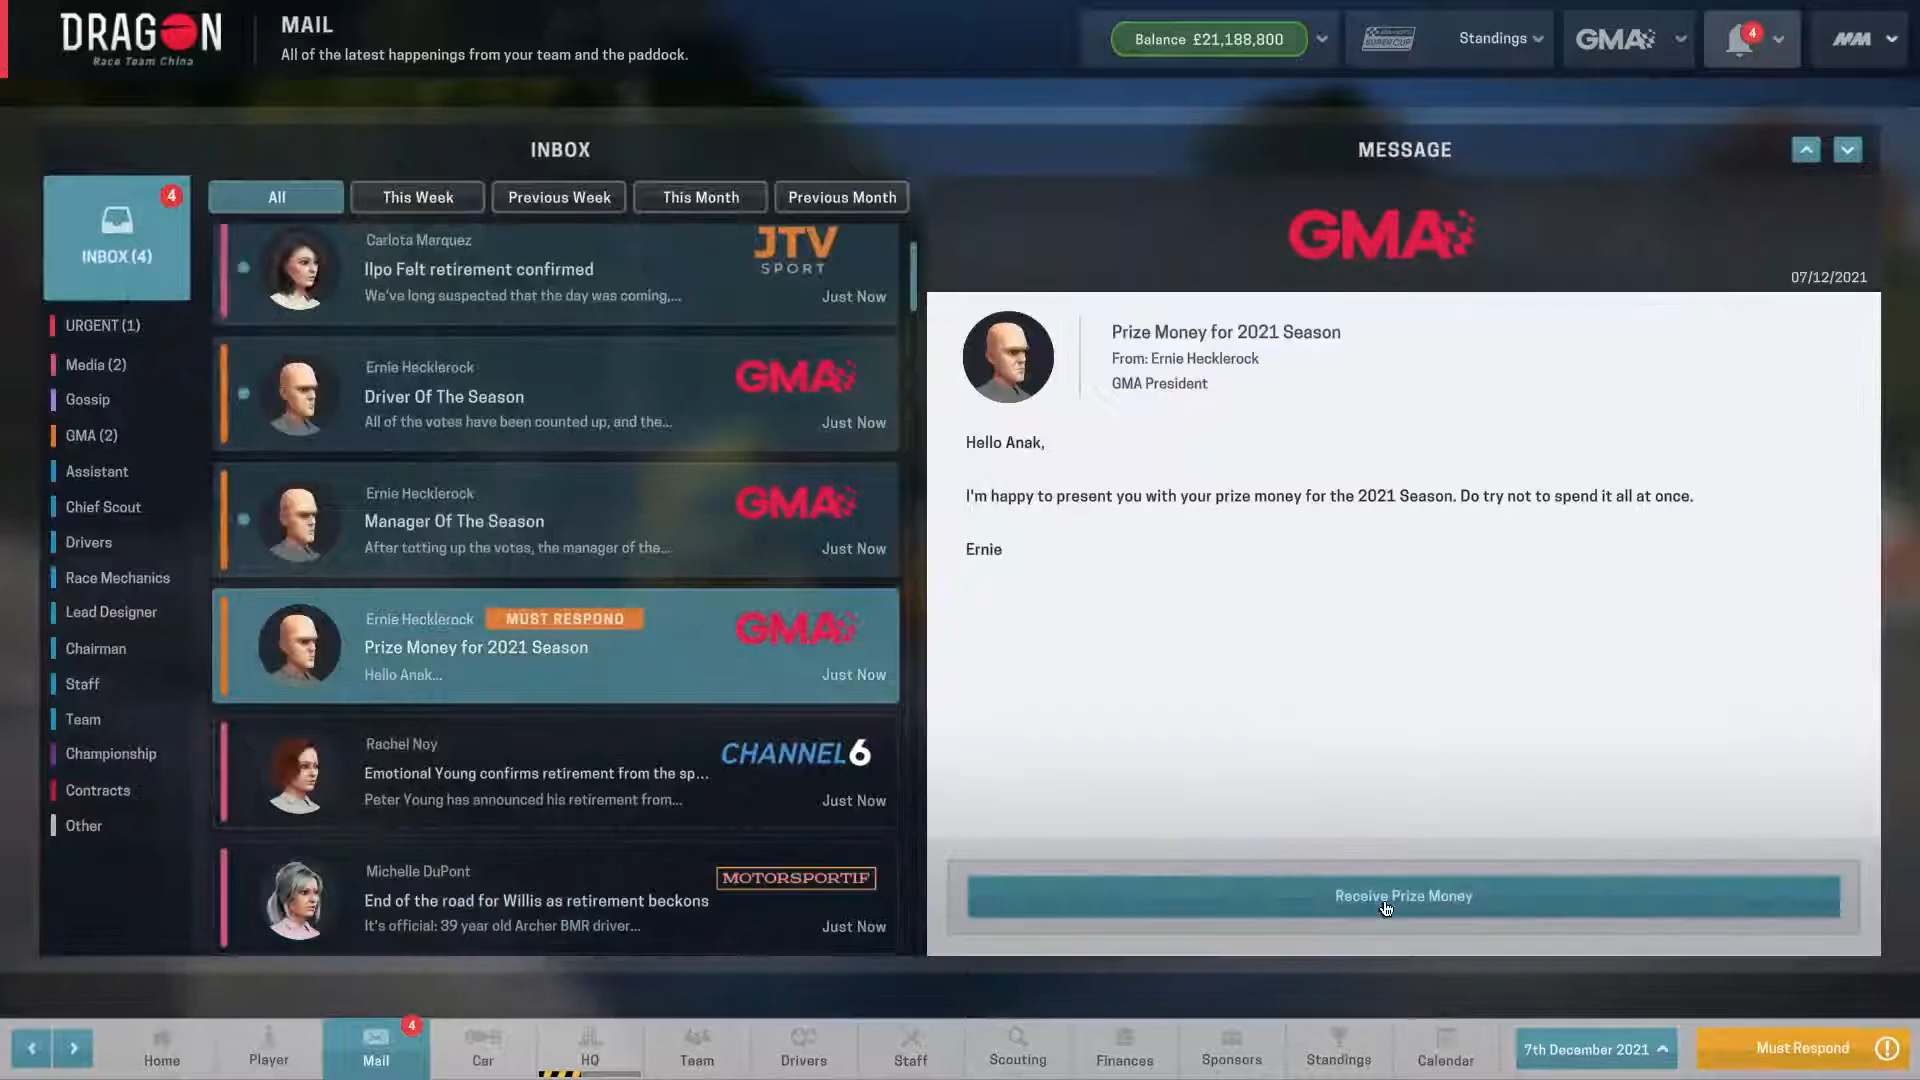 DRAGON
Race Team China
MAIL
All of the latest happenings from your team and the paddock.
Balance £21,188,800
SUPERCUP
Standings
GMA
4
MM
INBOX
MESSAGE
4
INBOX (4)
All
This Week
Previous Week
This Month
Previous Month
URGENT (1)
Media (2)
Gossip
GMA (2)
Assistant
Chief Scout
Drivers
Race Mechanics
Lead Designer
Chairman
Staff
Team
Championship
Contracts
Other
Carlota Marquez
JTV
SPORT
Ilpo Felt retirement confirmed
We've long suspected that the day was coming,...
Just Now
Ernie Hecklerock
GMA
Driver Of The Season
All of the votes have been counted up, and the...
Just Now
Ernie Hecklerock
GMA
Manager Of The Season
After totting up the votes, the manager of the...
Just Now
Ernie Hecklerock
MUST RESPOND
GMA
Prize Money for 2021 Season
Hello Anak...
Just Now
Rachel Noy
CHANNEL6
Emotional Young confirms retirement from the sp...
Peter Young has announced his retirement from...
Just Now
Michelle DuPont
MOTORSPORTIF
End of the road for Willis as retirement beckons
It's official: 39 year old Archer BMR driver...
Just Now
GMA
07/12/2021
Prize Money for 2021 Season
From: Ernie Hecklerock
GMA President
Hello Anak,
I'm happy to present you with your prize money for the 2021 Season. Do try not to spend it all at once.
Ernie
Receive Prize Money
Home
Player
Mail
4
Car
HQ
Team
Drivers
Staff
Scouting
Finances
Sponsors
Standings
Calendar
7th December 2021
Must Respond